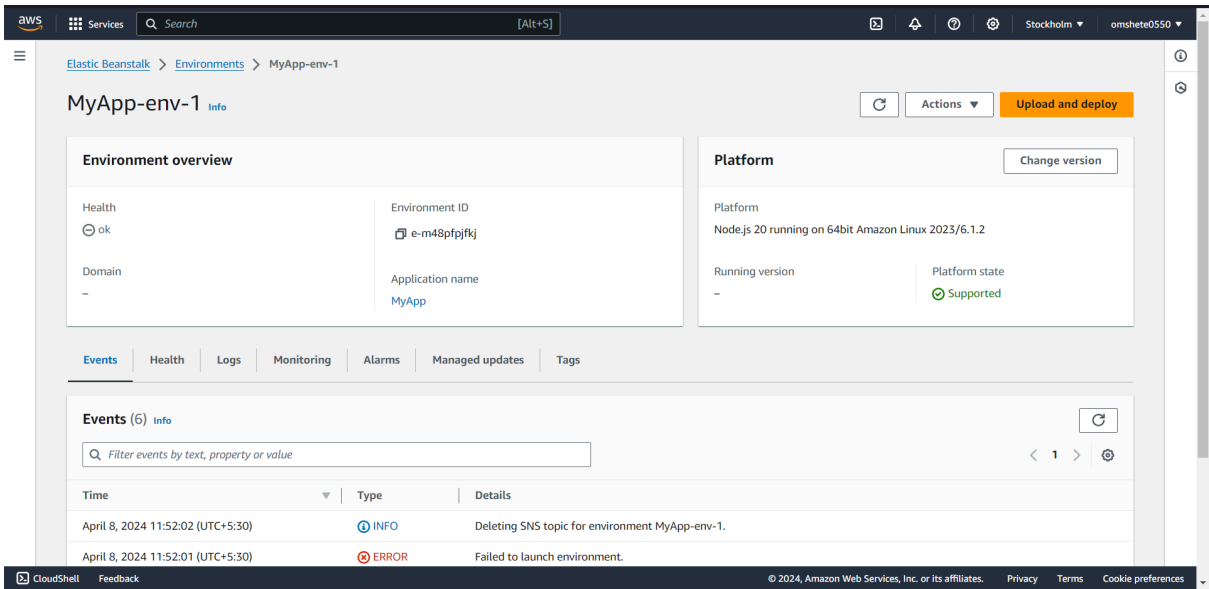 aws Services Search [Alt+S] Stockholm ▼ omshete0550 ▼
Elastic Beanstalk > Environments > MyApp-env-1
MyApp-env-1 Info Actions ▼ Upload and deploy
Environment overview
Health
ok
Domain
–
Environment ID
e-m48pfpjfkj
Application name
MyApp
Platform Change version
Platform
Node.js 20 running on 64bit Amazon Linux 2023/6.1.2
Running version
–
Platform state
Supported
Events Health Logs Monitoring Alarms Managed updates Tags
Events (6) Info
Filter events by text, property or value < 1 >
Time Type Details
April 8, 2024 11:52:02 (UTC+5:30) INFO Deleting SNS topic for environment MyApp-env-1.
April 8, 2024 11:52:01 (UTC+5:30) ERROR Failed to launch environment.
CloudShell Feedback © 2024, Amazon Web Services, Inc. or its affiliates. Privacy Terms Cookie preferences